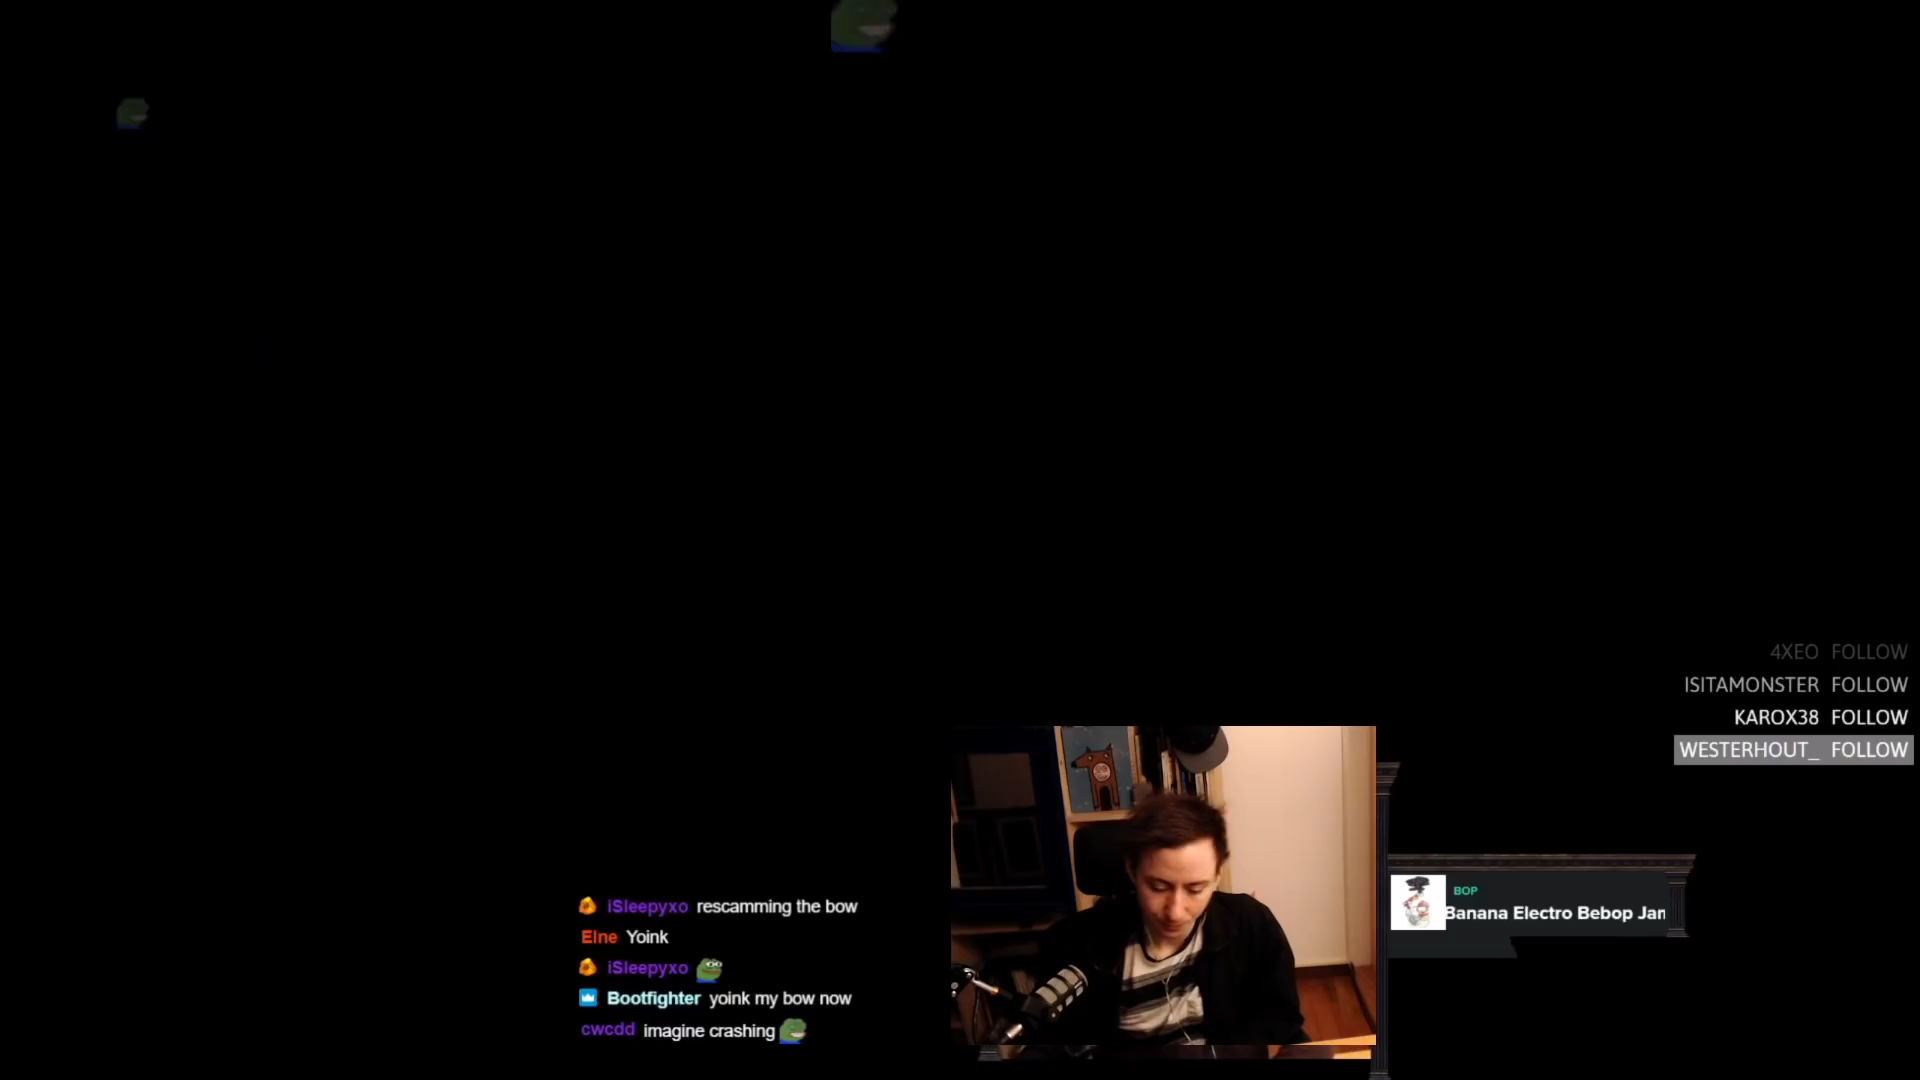 4XEO FOLLOW
ISITAMONSTER FOLLOW
KAROX38 FOLLOW
WESTERHOUT_ FOLLOW
BOP
Banana Electro Bebop Jan
iSleepyxo rescamming the bow
Elne Yoink
iSleepyxo
Bootfighter yoink my bow now
cwcdd imagine crashing